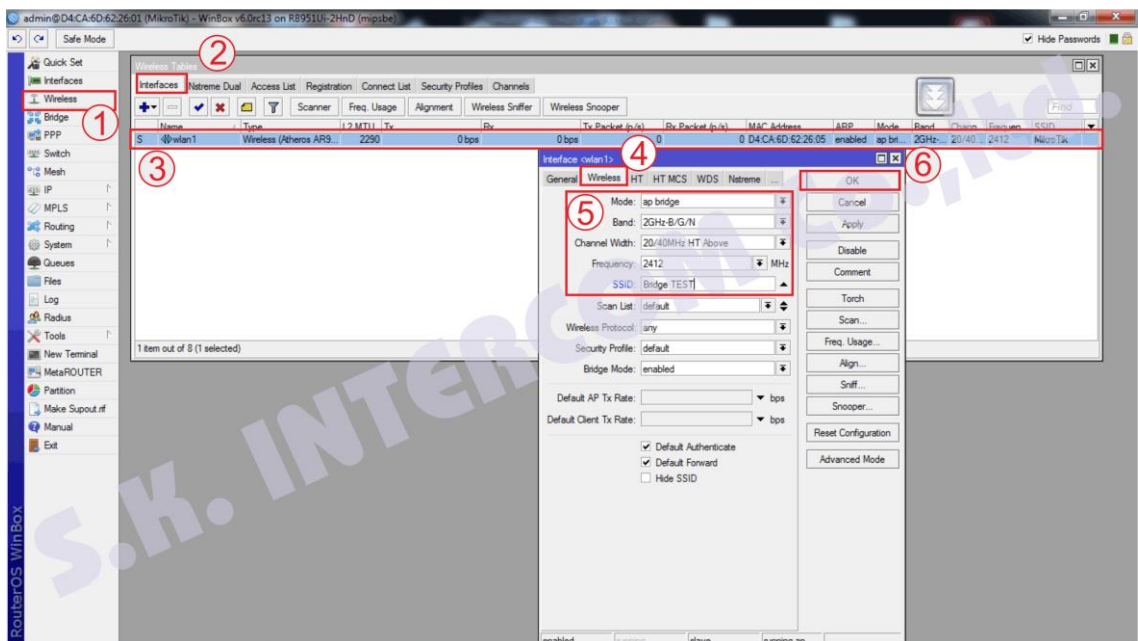 admin@D4:CA:6D:62:26:01 (MikroTik) - WinBox v6.0rc13 on RB951Ui-2HnD (mipsbe)
Safe Mode
Hide Passwords
Quick Set
Interfaces
Wireless
Bridge
PPP
Switch
Mesh
IP
MPLS
Routing
System
Queues
Files
Log
Radius
Tools
New Terminal
MetaROUTER
Partition
Make Supout.rif
Manual
Exit
RouterOS WinBox
1
2
Wireless Tables
Interfaces Nstreme Dual Access List Registration Connect List Security Profiles Channels
Scanner Freq. Usage Alignment Wireless Sniffer Wireless Snooper
Find
Name Type L2 MTU Tx Rx Tx Packet (p/s) Rx Packet (p/s) MAC Address ARP Mode Band Chann... Frequen... SSID
S wlan1 Wireless (Atheros AR9... 2290 0 bps 0 bps 0 0 D4:CA:6D:62:26:05 enabled ap bri... 2GHz-... 20/40... 2412 MikroTik
3
1 item out of 8 (1 selected)
4
Interface <wlan1>
General Wireless HT HT MCS WDS Nstreme ...
5
Mode: ap bridge
Band: 2GHz-B/G/N
Channel Width: 20/40MHz HT Above
Frequency: 2412 MHz
SSID: Bridge TEST
Scan List: default
Wireless Protocol: any
Security Profile: default
Bridge Mode: enabled
Default AP Tx Rate: bps
Default Client Tx Rate: bps
Default Authenticate
Default Forward
Hide SSID
6
OK
Cancel
Apply
Disable
Comment
Torch
Scan...
Freq. Usage...
Align...
Sniff...
Snooper...
Reset Configuration
Advanced Mode
enabled running slave running ap
S.K. INTERCOM co.,ltd.